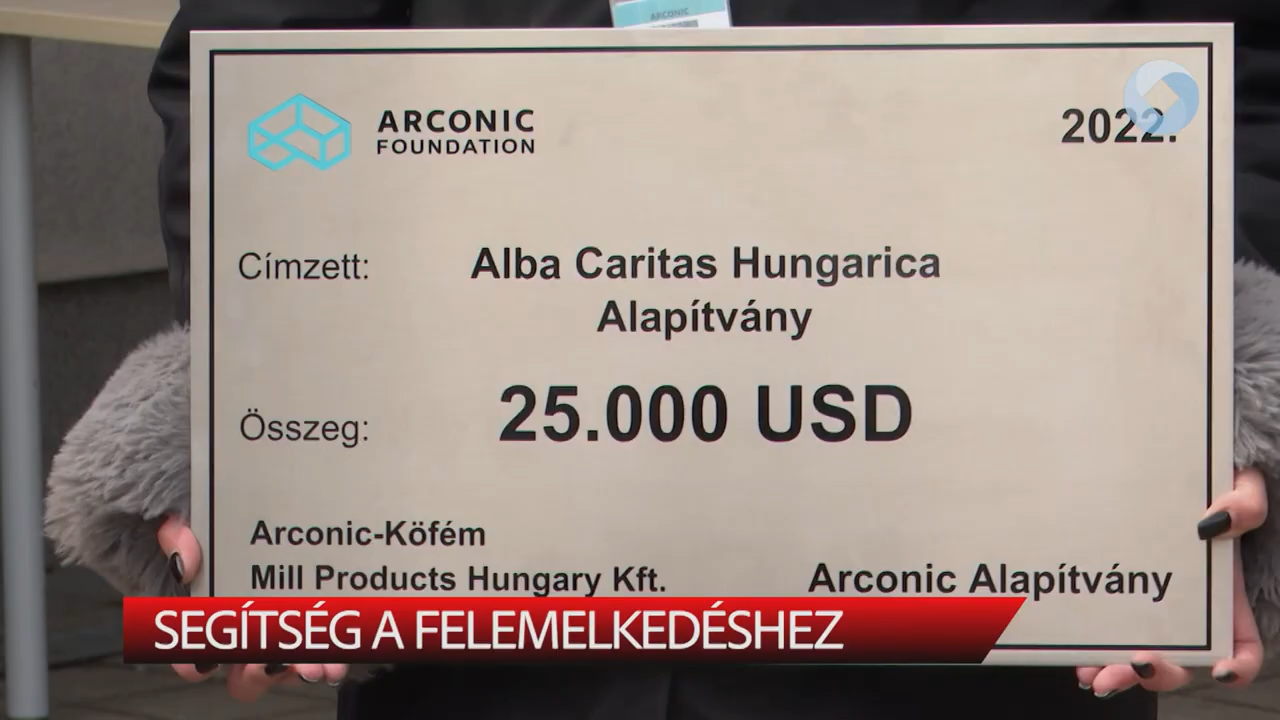 ARCONIC
ARCONIC
FOUNDATION
2022.
Címzett:
Alba Caritas Hungarica
Alapítvány
Összeg:
25.000 USD
Arconic-Köfém
Mill Products Hungary Kft.
Arconic Alapítvány
SEGÍTSÉG A FELEMELKEDÉSHEZ